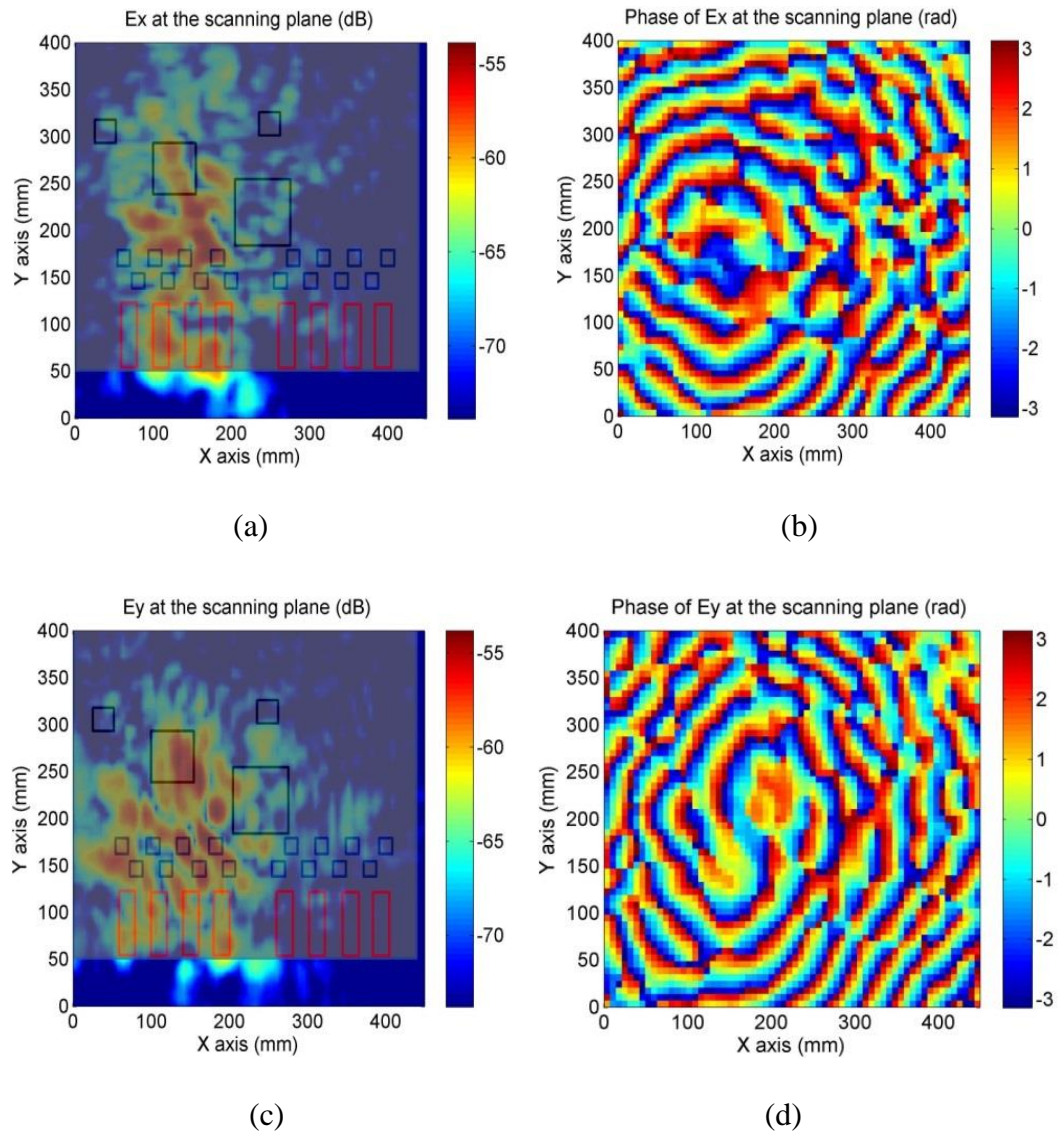 Ex at the scanning plane (dB)
400
350
300
250
200
150
100
50
0
Y axis (mm)
0 100 200 300 400
X axis (mm)
-55
-60
-65
-70
(a)
Phase of Ex at the scanning plane (rad)
400
350
300
250
200
150
100
50
0
Y axis (mm)
0 100 200 300 400
X axis (mm)
3
2
1
0
-1
-2
-3
(b)
Ey at the scanning plane (dB)
400
350
300
250
200
150
100
50
0
Y axis (mm)
0 100 200 300 400
X axis (mm)
-55
-60
-65
-70
(c)
Phase of Ey at the scanning plane (rad)
400
350
300
250
200
150
100
50
0
Y axis (mm)
0 100 200 300 400
X axis (mm)
3
2
1
0
-1
-2
-3
(d)